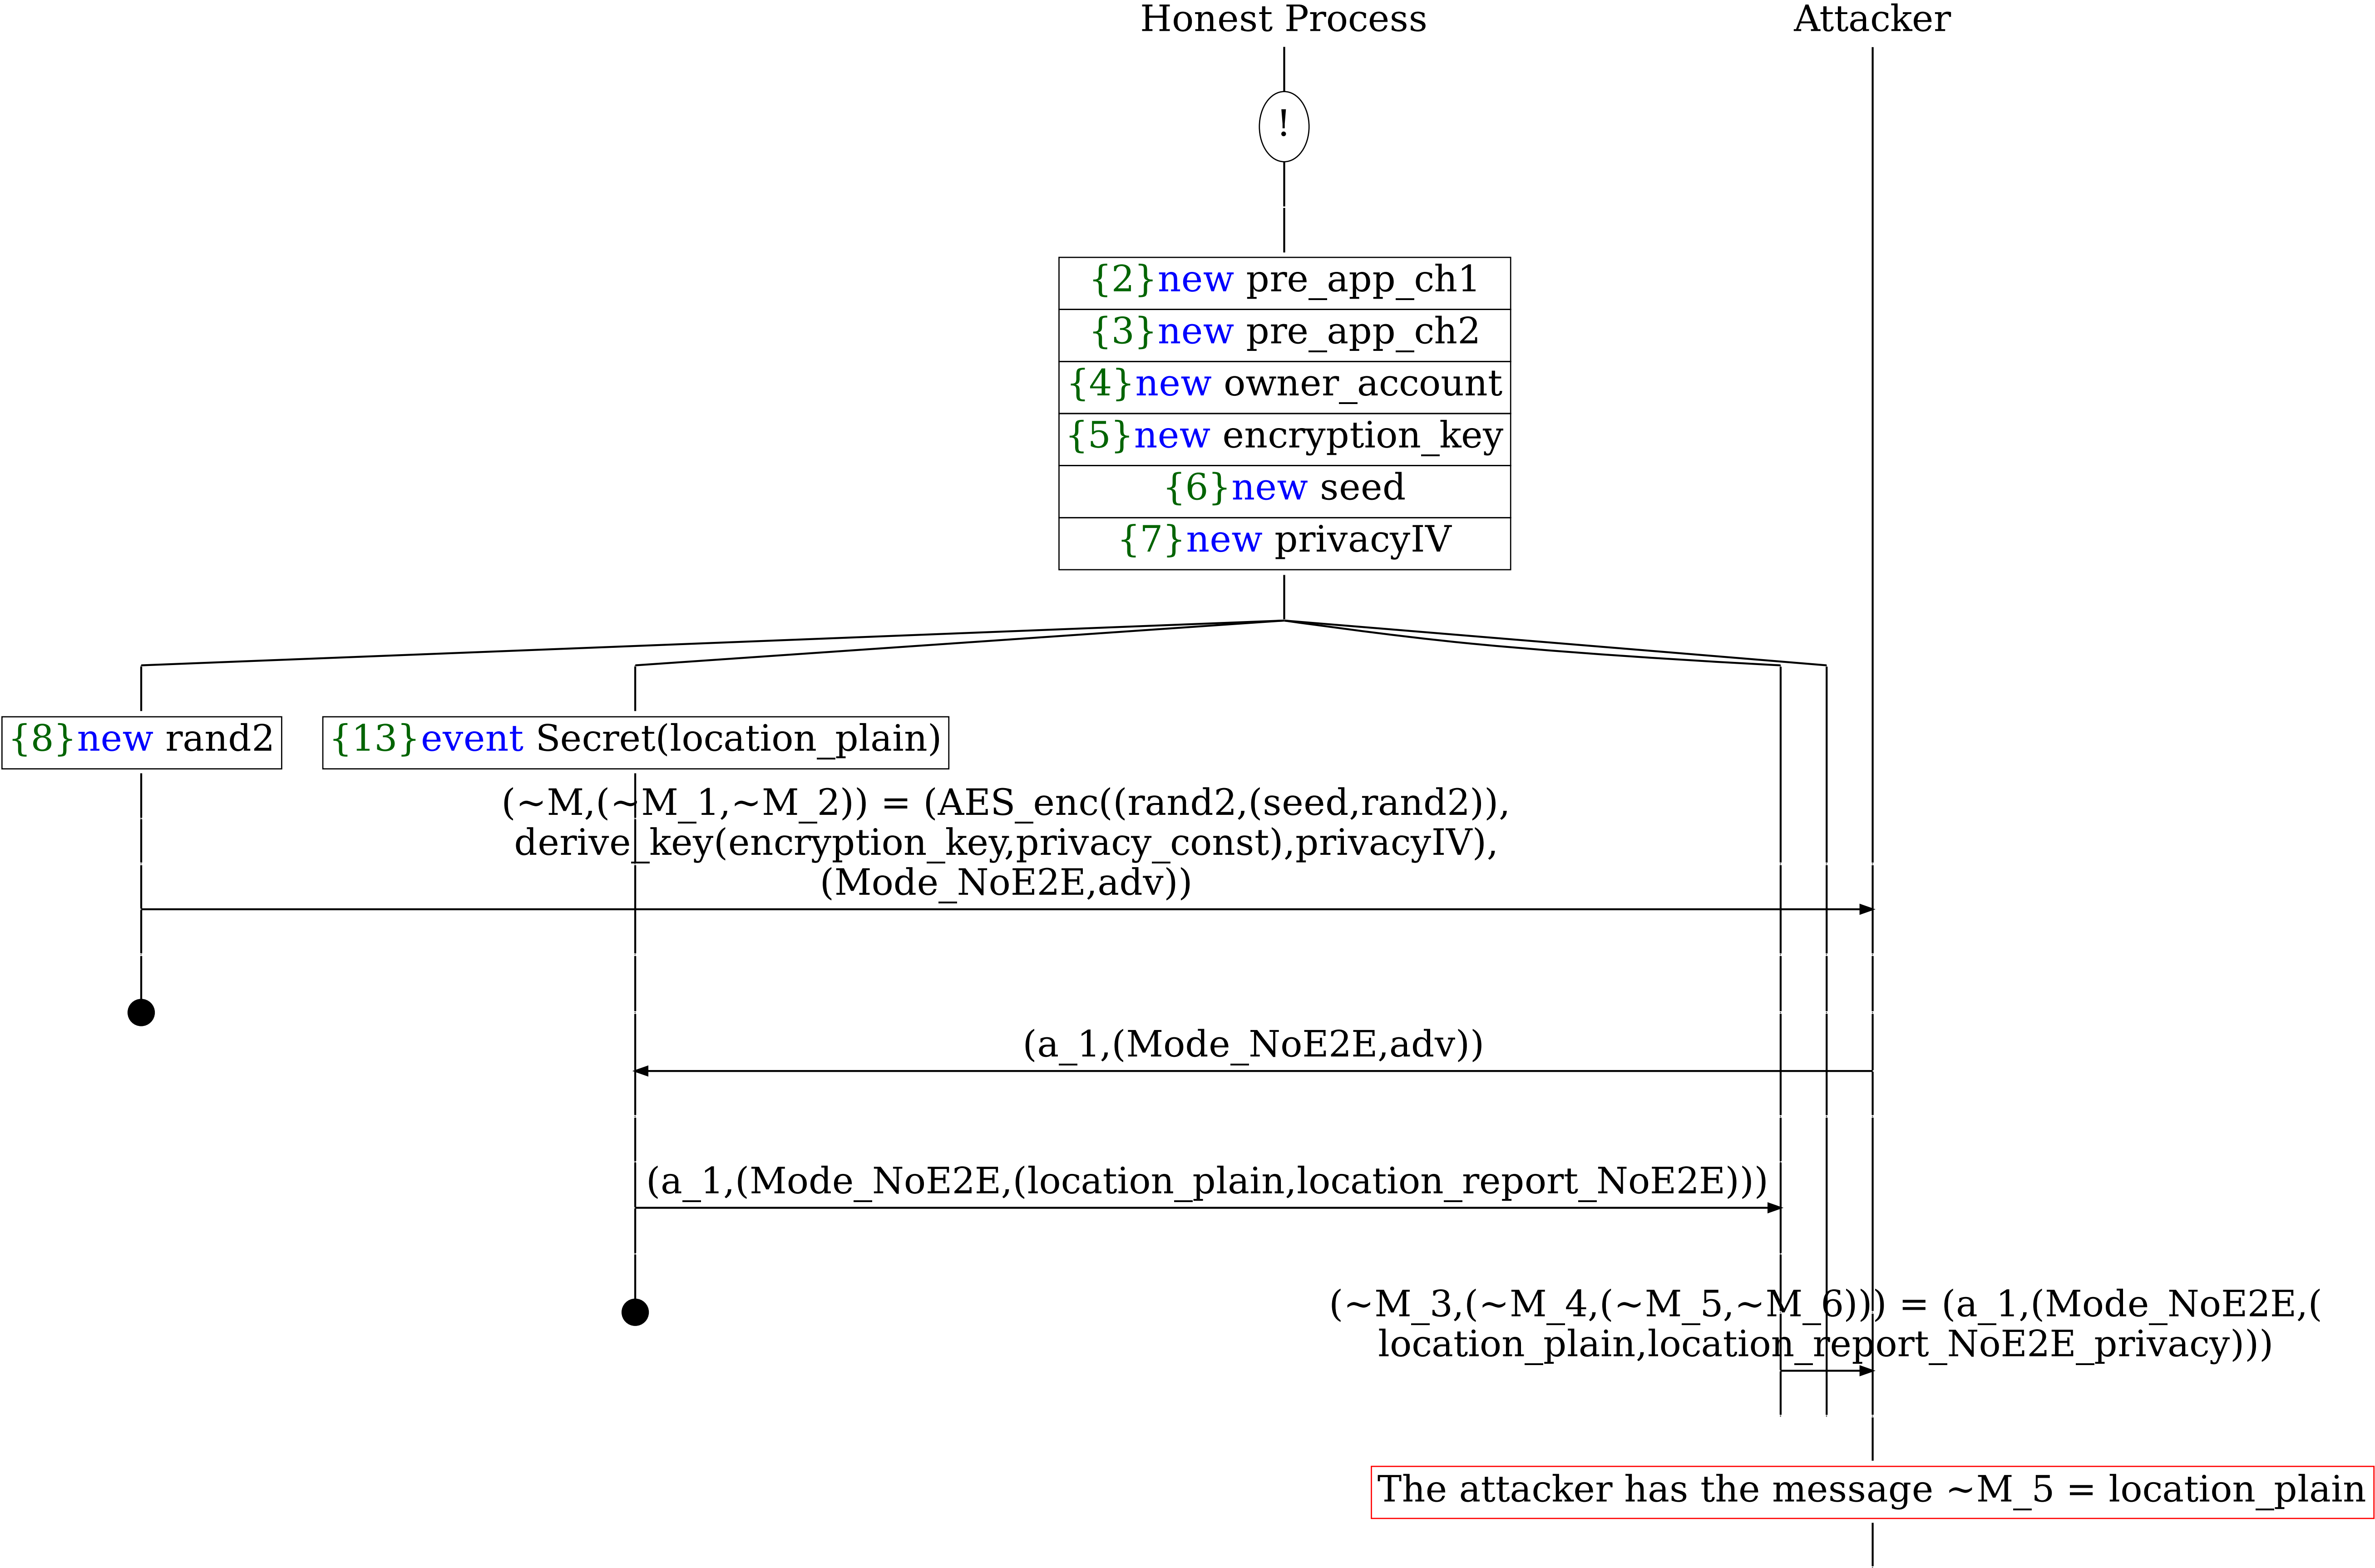 Honest Process
Attacker
!
{2}new pre_app_ch1
{3}new pre_app_ch2
{4}new owner_account
{5}new encryption_key
{6}new seed
{7}new privacyIV
{8}new rand2
{13}event Secret(location_plain)
(~M,(~M_1,~M_2)) = (AES_enc((rand2,(seed,rand2)),
derive_key(encryption_key,privacy_const),privacyIV),
(Mode_NoE2E,adv))
(a_1,(Mode_NoE2E,adv))
(a_1,(Mode_NoE2E,(location_plain,location_report_NoE2E)))
(~M_3,(~M_4,(~M_5,~M_6))) = (a_1,(Mode_NoE2E,(
location_plain,location_report_NoE2E_privacy)))
The attacker has the message ~M_5 = location_plain